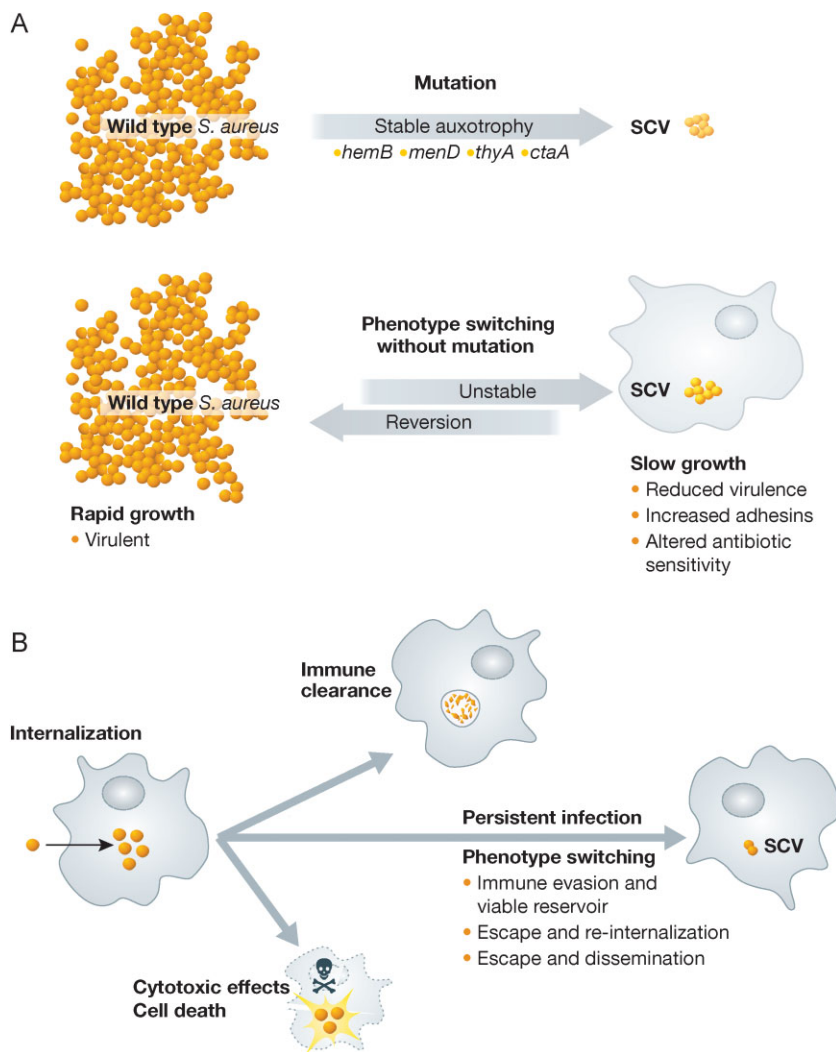 A
Mutation
Wild type S. aureus
Stable auxotrophy
SCV
•hemB •menD •thyA •ctaA
Phenotype switching
without mutation
Wild type S. aureus
Unstable
SCV
Reversion
Rapid growth
• Virulent
Slow growth
• Reduced virulence
• Increased adhesins
• Altered antibiotic
sensitivity
B
Immune
clearance
Internalization
Persistent infection
SCV
Phenotype switching
• Immune evasion and
viable reservoir
• Escape and re-internalization
• Escape and dissemination
Cytotoxic effects
Cell death